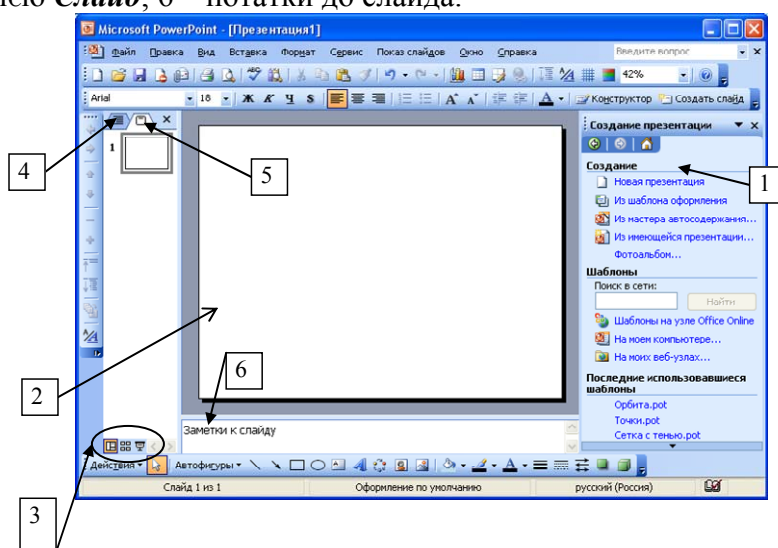 Слайд, 6 – нотатки до слайда.
Microsoft PowerPoint - [Презентация1]
Файл Правка Вид Вставка Формат Сервис Показ слайдов Окно Справка
Введите вопрос
42%
Arial 18 Ж К Ч S
Конструктор Создать слайд
Создание презентации
4
5
1
1
Создание
Новая презентация
Из шаблона оформления
Из мастера автосодержания...
Из имеющейся презентации...
Фотоальбом...
Шаблоны
Поиск в сети:
Найти
Шаблоны на узле Office Online
На моем компьютере...
На моих веб-узлах...
Последние использовавшиеся
шаблоны
Орбита.pot
Точки.pot
Сетка с тенью.pot
2
6
Заметки к слайду
Действия Автофигуры
Слайд 1 из 1 Оформление по умолчанию русский (Россия)
3